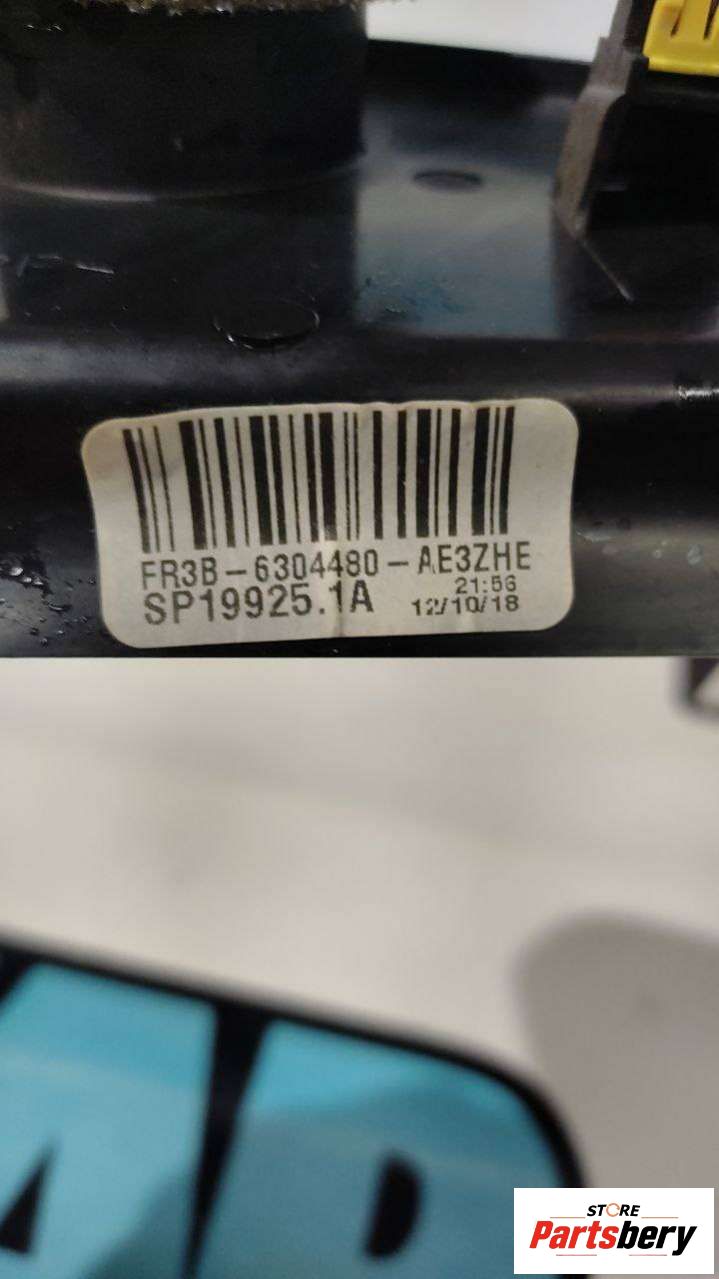 FR3B-6304480-AE3ZHE
SP19925.1A
21:56
12/10/18
STORE
Partsbery